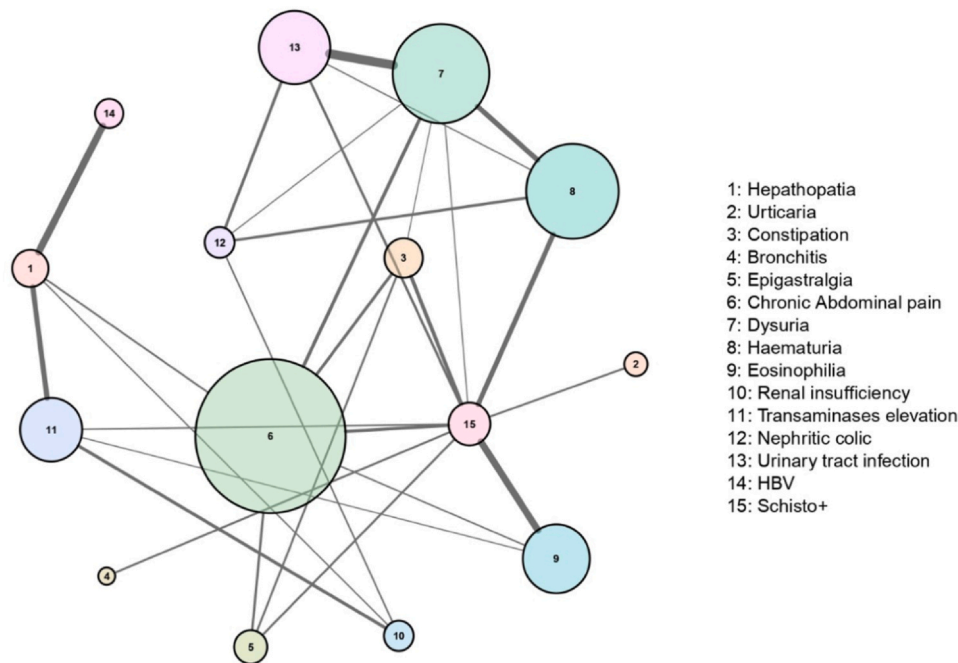 13
7
14
8
12
3
1
2
15
11
6
9
4
10
5
1: Hepathopatia
2: Urticaria
3: Constipation
4: Bronchitis
5: Epigastralgia
6: Chronic Abdominal pain
7: Dysuria
8: Haematuria
9: Eosinophilia
10: Renal insufficiency
11: Transaminases elevation
12: Nephritic colic
13: Urinary tract infection
14: HBV
15: Schisto+